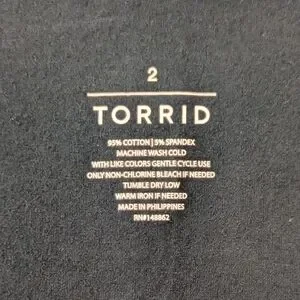 2
TORRID
95% COTTON | 5% SPANDEX
MACHINE WASH COLD
WITH LIKE COLORS GENTLE CYCLE USE
ONLY NON-CHLORINE BLEACH IF NEEDED
TUMBLE DRY LOW
WARM IRON IF NEEDED
MADE IN PHILIPPINES
RN#148862